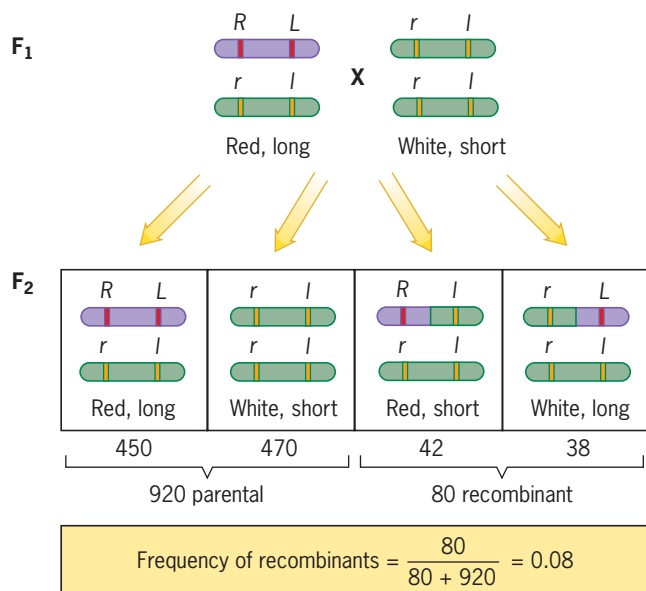 F1
R L
r l
X
r l
r l
Red, long
White, short
F2
R L
r l
R l
r L
r l
r l
r l
r l
Red, long
White, short
Red, short
White, long
450
470
42
38
920 parental
80 recombinant
Frequency of recombinants = 80 / 80 + 920 = 0.08